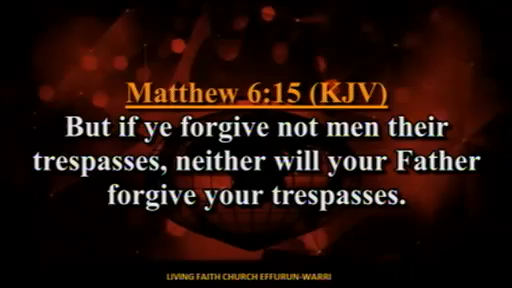 Matthew 6:15 (KJV)
But if ye forgive not men their
trespasses, neither will your Father
forgive your trespasses.
LIVING FAITH CHURCH EFFURUN-WARRI